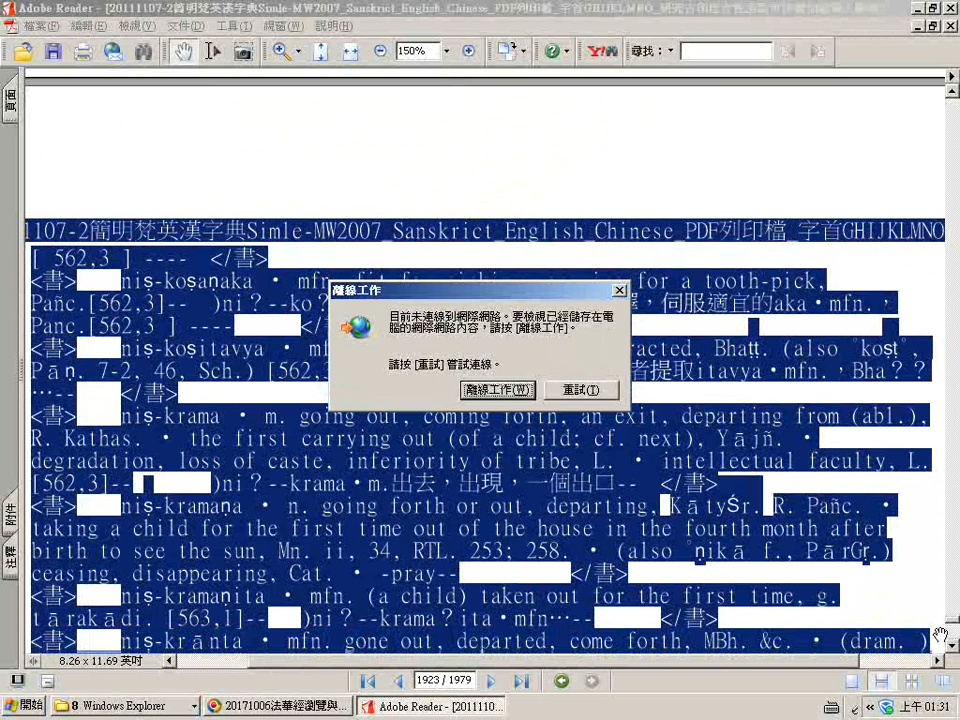 Adobe Reader - [20111107-2簡明梵英漢字典Simle-MW2007_Sanskrit_English_Chinese_PDF列印檔_字首GHIJKLMNO_
檔案(F) 編輯(E) 檢視(V) 文件(D) 工具(T) 視窗(W) 說明(H)
150% Y! 尋找：
頁面
1107-2簡明梵英漢字典Simle-MW2007_Sanskrit_English_Chinese_PDF列印檔_字首GHIJKLMNO
[ 562,3 ] ---- </書>
<書> niṣ-koṣaṇaka • mfn. for a tooth-pick,
Pañc.[562,3]-- )ni？--ko？ 伺服適宜的aka・mfn.，
Panc.[562,3 ] ----
<書> niṣ-koṣitavya • racted, Bhaṭṭ. (also °koṣṭ°,
Pāṇ. 7-2, 46, Sch.) [562, 者提取itavya・mfn.，Bha？？
…-- </書>
<書> niṣ-krama • m. going out, coming forth, an exit, departing from (abl.),
R. Kathas. • the first carrying out (of a child; cf. next), Yājñ. •
degradation, loss of caste, inferiority of tribe, L. • intellectual faculty, L.
[562,3]-- )ni？--krama・m.出去，出現，一個出口-- </書>
<書> niṣ-kramaṇa • n. going forth or out, departing, KātyŚr. R. Pañc. •
taking a child for the first time out of the house in the fourth month after
birth to see the sun, Mn. ii, 34, RTL. 253; 258. • (also °ṇikā f.. PārGṛ.)
ceasing, disappearing, Cat. • -pray-- </書>
<書> niṣ-kramaṇita • mfn. (a child) taken out for the first time, g.
tārakādi. [563,1]-- )ni？--krama？ita・mfn…-- </書>
<書> niṣ-krānta • mfn. gone out, departed, come forth, MBh. &c. • (dram. )
離線工作
目前未連線到網際網路。要檢視已經儲存在電
腦的網際網路內容，請按 [離線工作]。
請按 [重試] 嘗試連線。
離線工作(W) 重試(T)
附件
註釋
8.26 x 11.69 英吋
1923 / 1979
開始 8 Windows Explorer 20171006法華經瀏覽與... Adobe Reader - [2011110... 上午 01:31